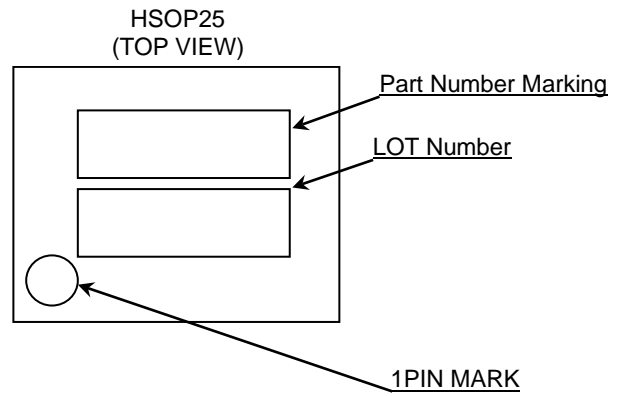 HSOP25
(TOP VIEW)
Part Number Marking
LOT Number
1PIN MARK